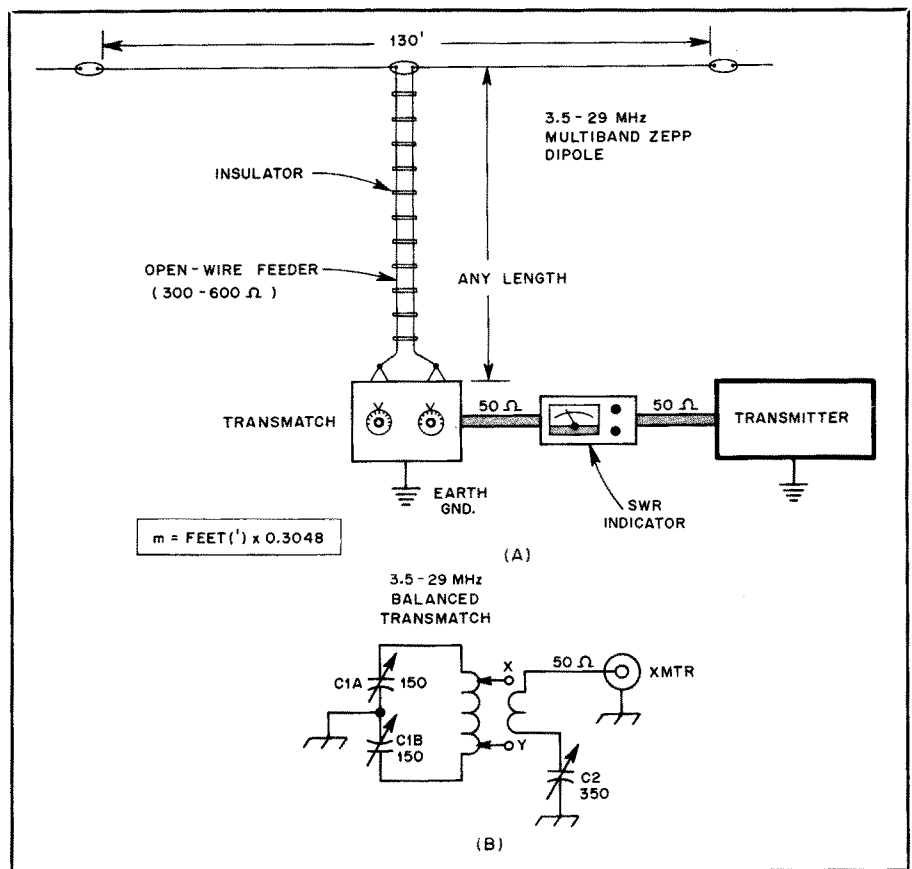 130'
3.5-29 MHz
MULTIBAND ZEPP
DIPOLE
INSULATOR
OPEN-WIRE FEEDER
(300-600 Ω)
ANY LENGTH
TRANSMATCH
50 Ω
50 Ω
TRANSMITTER
EARTH
GND.
SWR
INDICATOR
m = FEET(') x 0.3048
(A)
3.5-29 MHz
BALANCED
TRANSMATCH
C1A
150
C1B
150
X
Y
50 Ω
XMTR
C2
350
(B)